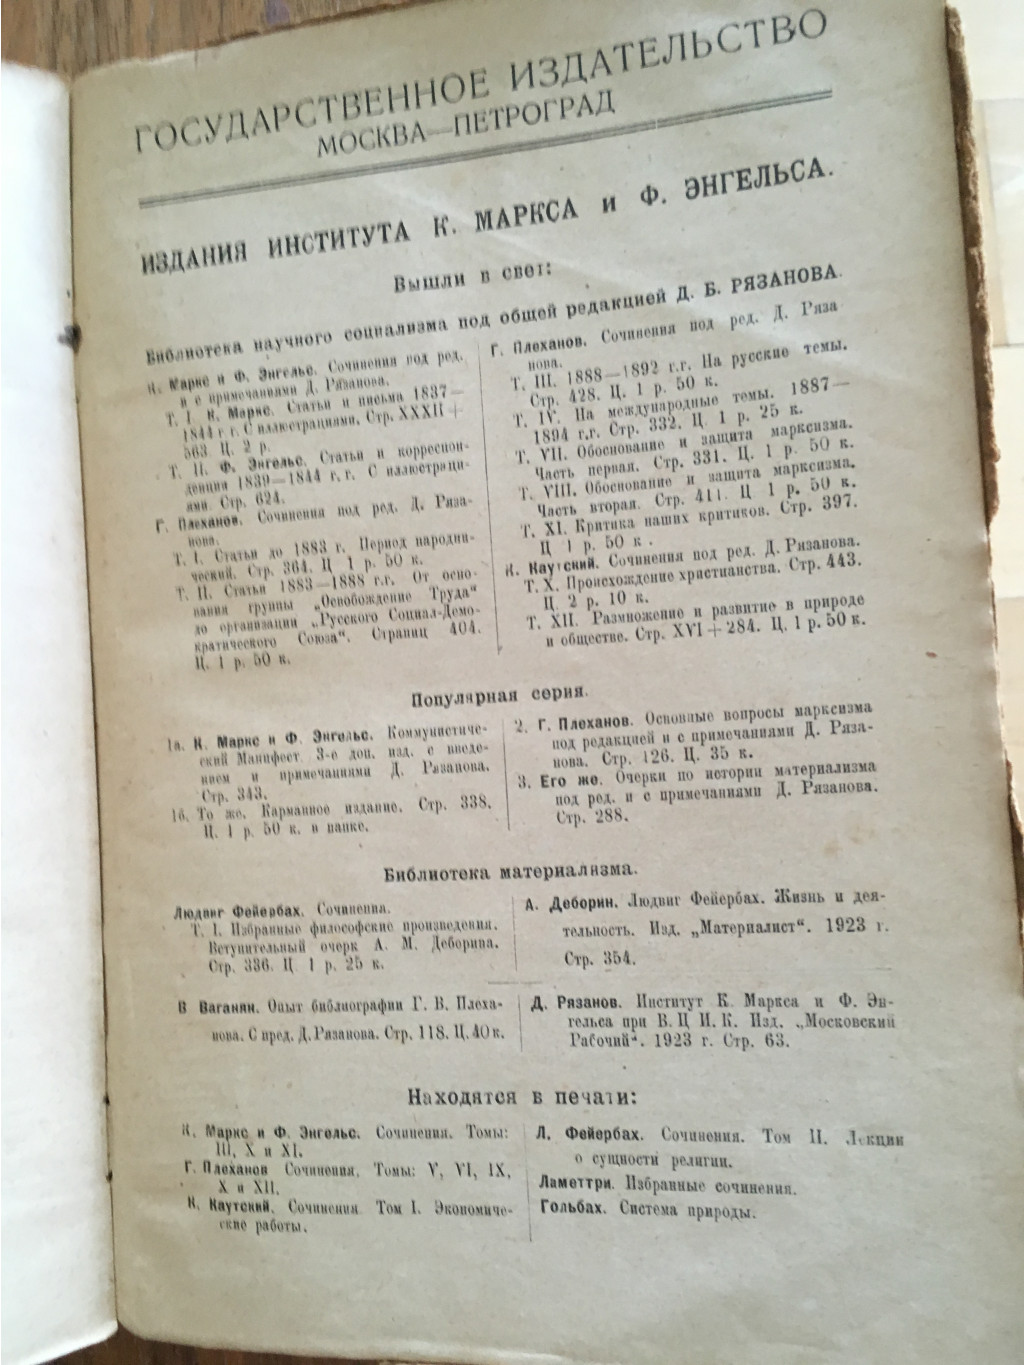 ГОСУДАРСТВЕННОЕ ИЗДАТЕЛЬСТВО
МОСКВА—ПЕТРОГРАД
ИЗДАНИЯ ИНСТИТУТА К. МАРКСА и Ф. ЭНГЕЛЬСА.
Вышли в свет:
Библиотека научного социализма под общей редакцией Д. Б. РЯЗАНОВА.
К. Маркс и Ф. Энгельс. Сочинения под ред.
и с примечаниями Д. Рязанова.
Т. I. К. Маркс. Статьи и письма 1837—
1844 г г. С иллюстрациями. Стр. XXXII +
563. Ц. 2 р.
Т. II. Ф. Энгельс. Статьи и корреспон-
денция 1839—1844 г. г. С иллюстраци-
ями. Стр. 624.
Г. Плеханов. Сочинения под ред. Д. Ряза-
нова.
Т. I. Статьи до 1883 г. Период народни-
ческий. Стр. 364. Ц. 1 р. 50 к.
Т. II. Статьи 1883—1888 г.г. От осно-
вания группы „Освобождение Труда“
до организации „Русского Социал-Демо-
кратического Союза“. Страниц 404.
Ц. 1 р. 50 к.
Г. Плеханов. Сочинения под ред. Д. Ряза
нова.
Т. III. 1888—1892 г.г. На русские темы.
Стр. 428. Ц. 1 р. 50 к.
Т. IV. На международные темы. 1887—
1894 г.г. Стр. 332. Ц. 1 р. 25 к.
Т. VII. Обоснование и защита марксизма.
Часть первая. Стр. 331. Ц. 1 р. 50 к.
Т. VIII. Обоснование и защита марксизма.
Часть вторая. Стр. 411. Ц 1 р. 50 к.
Т. XI. Критика наших критиков. Стр. 397.
Ц 1 р. 50 к.
К. Каутский. Сочинения под ред. Д. Рязанова.
Т. X. Происхождение христианства. Стр. 443.
Ц. 2 р. 10 к.
Т. XII. Размножение и развитие в природе
и обществе. Стр. XVI + 284. Ц. 1 р. 50 к.
Популярная серия.
1а. К. Маркс и Ф. Энгельс. Коммунистиче-
ский Манифест. 3-е доп. изд. с введе-
нием и примечаниями Д. Рязанова.
Стр. 343.
1б. То же. Карманное издание. Стр. 338.
Ц. 1 р. 50 к. в папке.
2. Г. Плеханов. Основные вопросы марксизма
под редакцией и с примечаниями Д. Ряза-
нова. Стр. 126. Ц. 35 к.
3. Его же. Очерки по истории материализма
под ред. и с примечаниями Д. Рязанова.
Стр. 288.
Библиотека материализма.
Людвиг Фейербах. Сочинения.
Т. I. Избранные философские произведения.
Вступительный очерк А. М. Деборина.
Стр. 336. Ц. 1 р. 25 к.
А. Деборин. Людвиг Фейербах. Жизнь и дея-
тельность. Изд. „Материалист“. 1923 г.
Стр. 354.
В Ваганян. Опыт библиографии Г. В. Плеха-
нова. С пред. Д. Рязанова. Стр. 118. Ц. 40 к.
Д. Рязанов. Институт К. Маркса и Ф. Эн-
гельса при В. Ц. И. К. Изд. „Московский
Рабочий“. 1923 г. Стр. 63.
Находятся в печати:
К. Маркс и Ф. Энгельс. Сочинения. Томы:
III, X и XI.
Г. Плеханов Сочинения. Томы: V, VI, IX,
X и XII.
К. Каутский. Сочинения. Том I. Экономиче-
ские работы.
Л. Фейербах. Сочинения. Том II. Лекции
о сущности религии.
Ламеттри. Избранные сочинения.
Гольбах. Система природы.